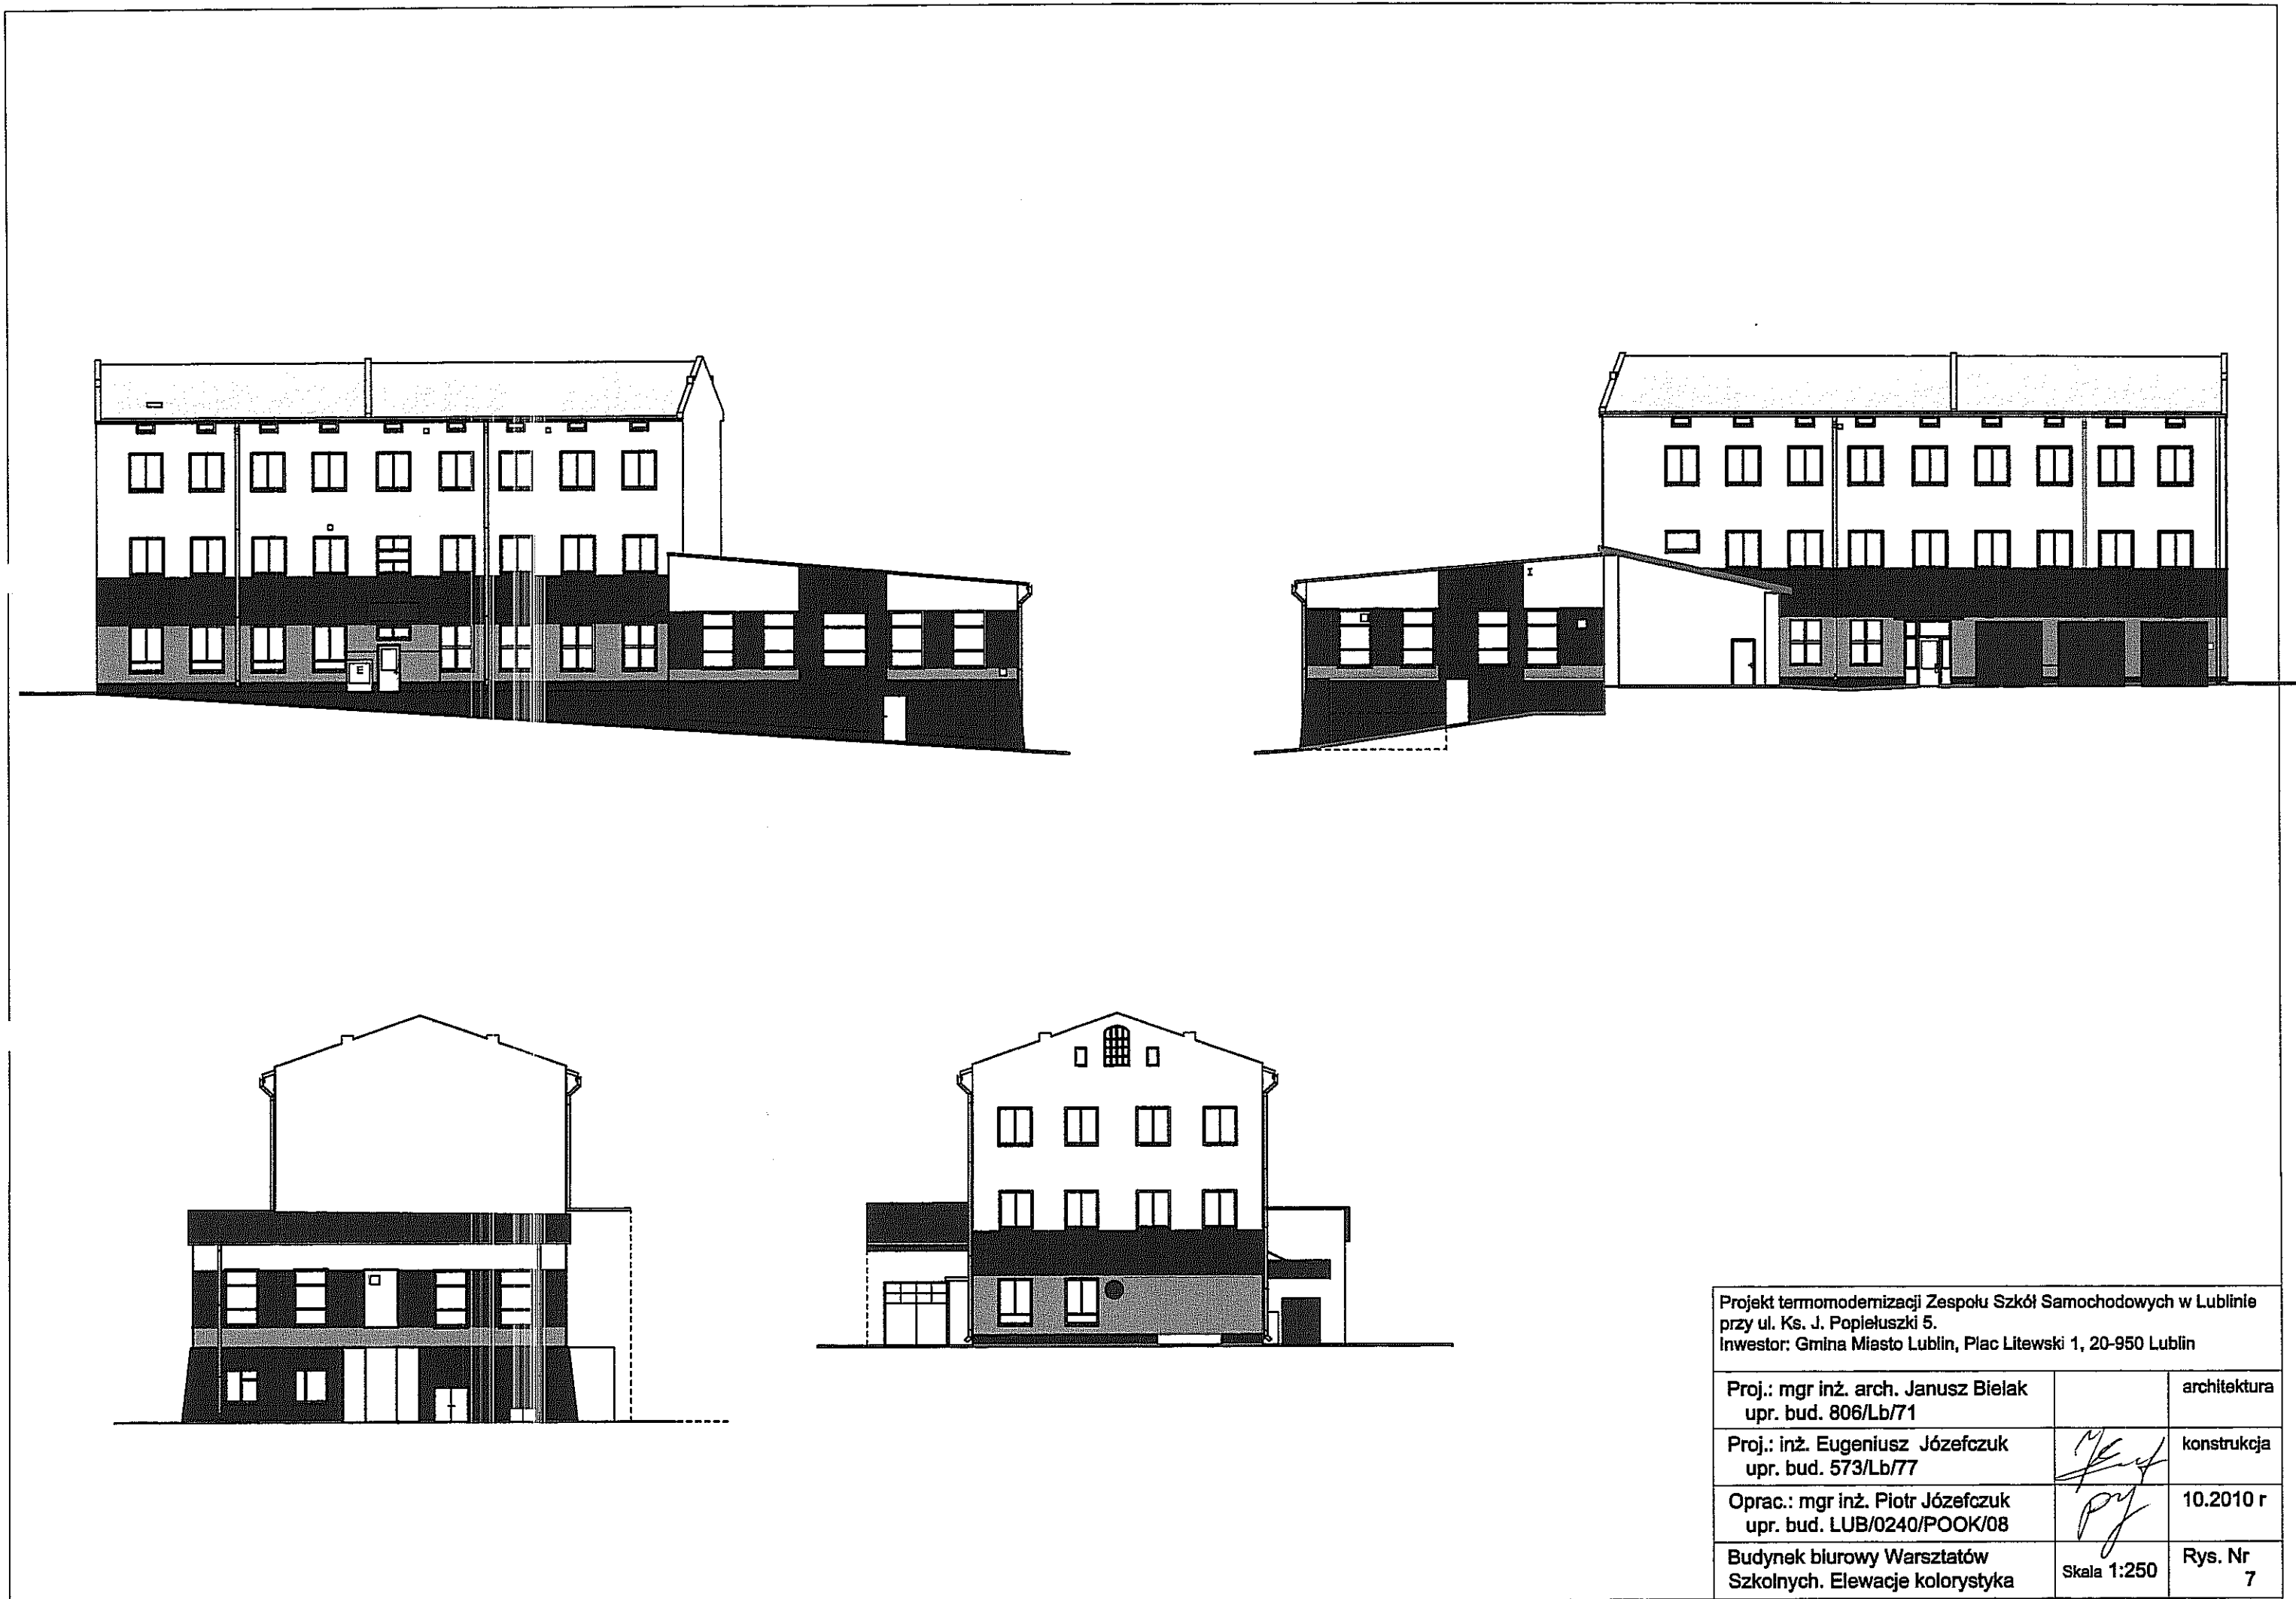 E
I
Projekt termomodernizacji Zespołu Szkół Samochodowych w Lublinie
przy ul. Ks. J. Popiełuszki 5.
Inwestor: Gmina Miasto Lublin, Plac Litewski 1, 20-950 Lublin
Proj.: mgr inż. arch. Janusz Bielak
upr. bud. 806/Lb/71
architektura
Proj.: inż. Eugeniusz Józefczuk
upr. bud. 573/Lb/77
konstrukcja
Oprac.: mgr inż. Piotr Józefczuk
upr. bud. LUB/0240/POOK/08
10.2010 r
Budynek biurowy Warsztatów
Szkolnych. Elewacje kolorystyka
Skala 1:250
Rys. Nr
7